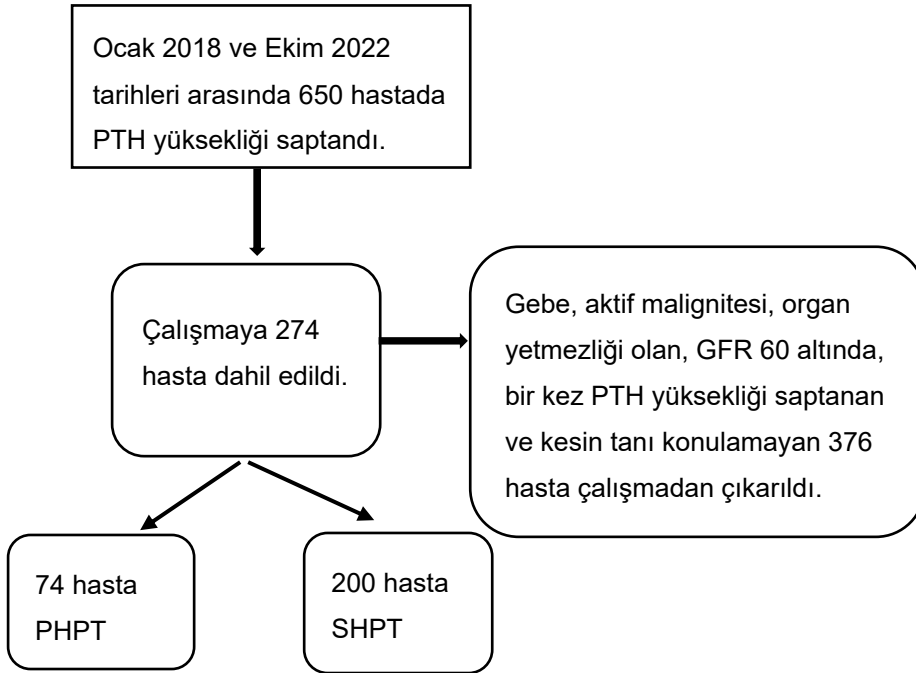 Ocak 2018 ve Ekim 2022
tarihleri arasında 650 hastada
PTH yüksekliği saptandı.
Çalışmaya 274
hasta dahil edildi.
Gebe, aktif malignitesi, organ
yetmezliği olan, GFR 60 altında,
bir kez PTH yüksekliği saptanan
ve kesin tanı konulamayan 376
hasta çalışmadan çıkarıldı.
74 hasta
PHPT
200 hasta
SHPT